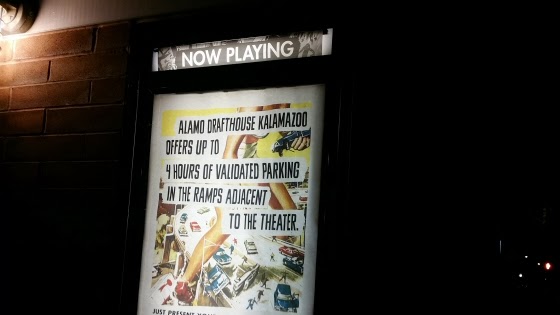 NOW PLAYING
ALAMO DRAFTHOUSE KALAMAZOO
OFFERS UP TO
4 HOURS OF VALIDATED PARKING
IN THE RAMPS ADJACENT
TO THE THEATER.
JUST PRESENT